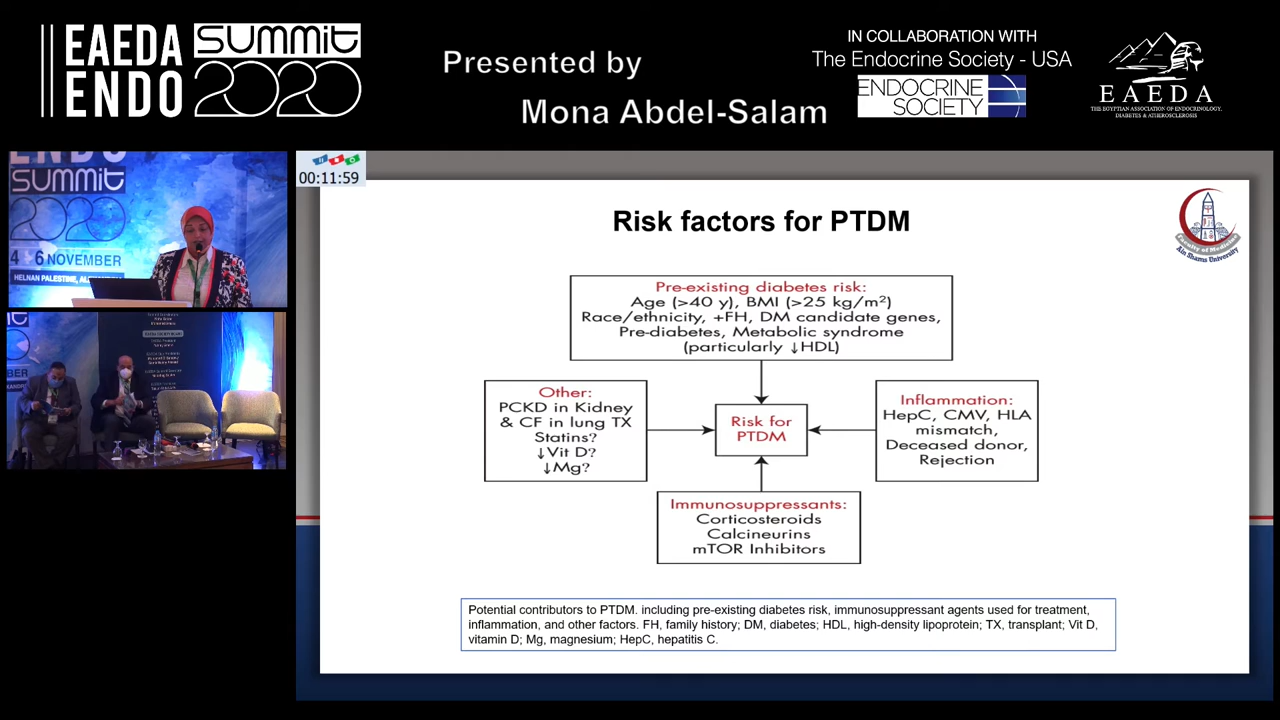 EAEDA
ENDO
SUMMIT
2020
Presented by
Mona Abdel-Salam
IN COLLABORATION WITH
The Endocrine Society - USA
ENDOCRINE
SOCIETY
EAEDA
THE EGYPTIAN ASSOCIATION OF ENDOCRINOLOGY,
DIABETES & ATHEROSCLEROSIS
00:11:59
SUMMIT
2020
6 NOVEMBER
HELNAN PALESTINE,
Risk factors for PTDM
Faculty of Medicine
Ain Shams University
Pre-existing diabetes risk:
Age (>40 y), BMI (>25 kg/m²)
Race/ethnicity, +FH, DM candidate genes,
Pre-diabetes, Metabolic syndrome
(particularly ↓HDL)
Other:
PCKD in Kidney
& CF in lung TX
Statins?
↓Vit D?
↓Mg?
Risk for
PTDM
Inflammation:
HepC, CMV, HLA
mismatch,
Deceased donor,
Rejection
Immunosuppressants:
Corticosteroids
Calcineurins
mTOR Inhibitors
Potential contributors to PTDM. including pre-existing diabetes risk, immunosuppressant agents used for treatment,
inflammation, and other factors. FH, family history; DM, diabetes; HDL, high-density lipoprotein; TX, transplant; Vit D,
vitamin D; Mg, magnesium; HepC, hepatitis C.